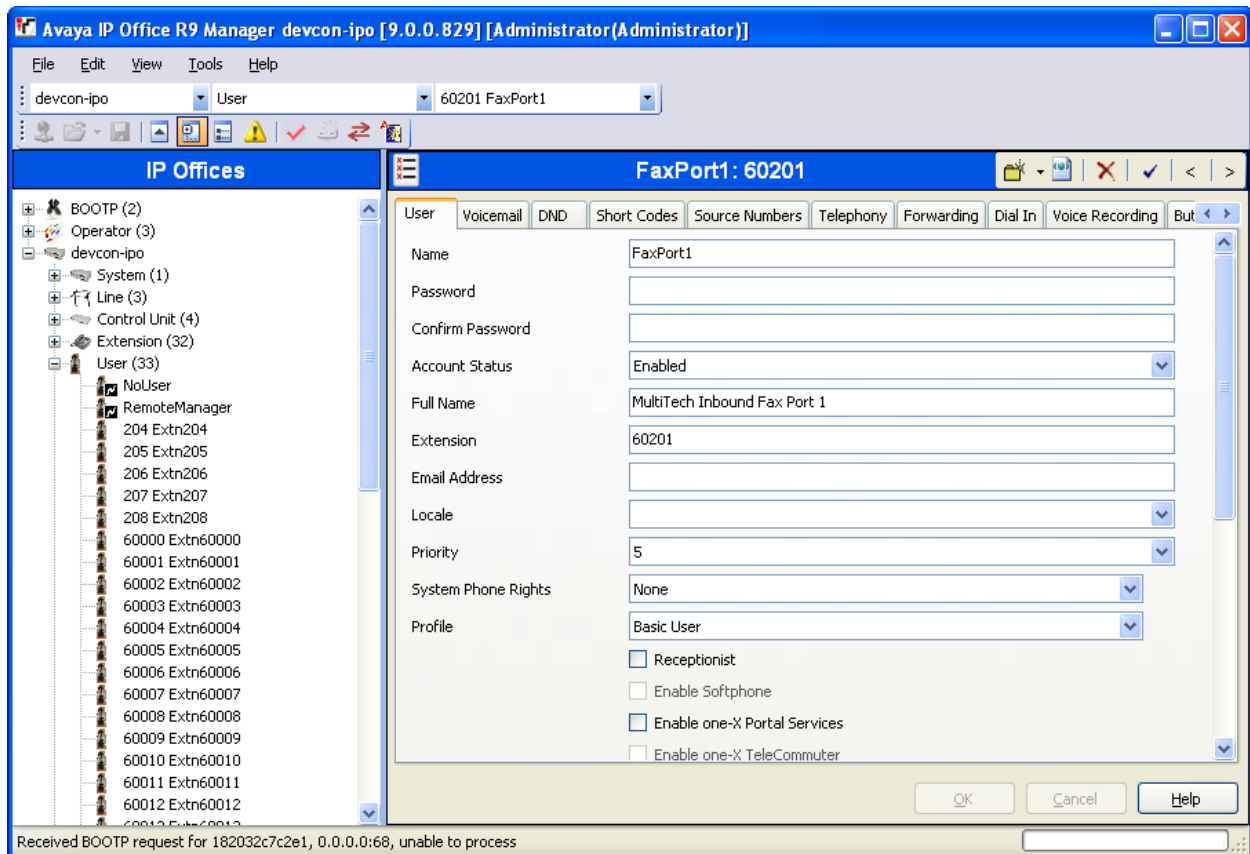 Avaya IP Office R9 Manager devcon-ipo [9.0.0.829] [Administrator(Administrator)]
File Edit View Tools Help
devcon-ipo User 60201 FaxPort1
IP Offices
BOOTP (2)
Operator (3)
devcon-ipo
System (1)
Line (3)
Control Unit (4)
Extension (32)
User (33)
NoUser
RemoteManager
204 Extn204
205 Extn205
206 Extn206
207 Extn207
208 Extn208
60000 Extn60000
60001 Extn60001
60002 Extn60002
60003 Extn60003
60004 Extn60004
60005 Extn60005
60006 Extn60006
60007 Extn60007
60008 Extn60008
60009 Extn60009
60010 Extn60010
60011 Extn60011
60012 Extn60012
FaxPort1: 60201
User Voicemail DND Short Codes Source Numbers Telephony Forwarding Dial In Voice Recording But
Name FaxPort1
Password
Confirm Password
Account Status Enabled
Full Name MultiTech Inbound Fax Port 1
Extension 60201
Email Address
Locale
Priority 5
System Phone Rights None
Profile Basic User
Receptionist
Enable Softphone
Enable one-X Portal Services
Enable one-X TeleCommuter
OK Cancel Help
Received BOOTP request for 182032c7c2e1, 0.0.0.0:68, unable to process